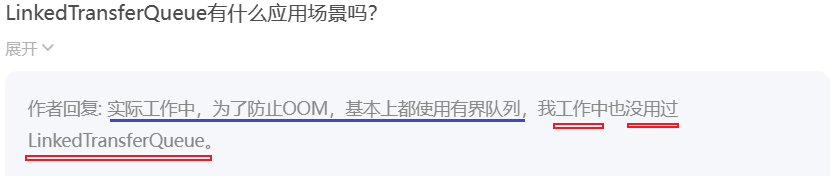 LinkedTransferQueue有什么应用场景吗？
展开
作者回复: 实际工作中，为了防止OOM，基本上都使用有界队列，我工作中也没用过
LinkedTransferQueue。